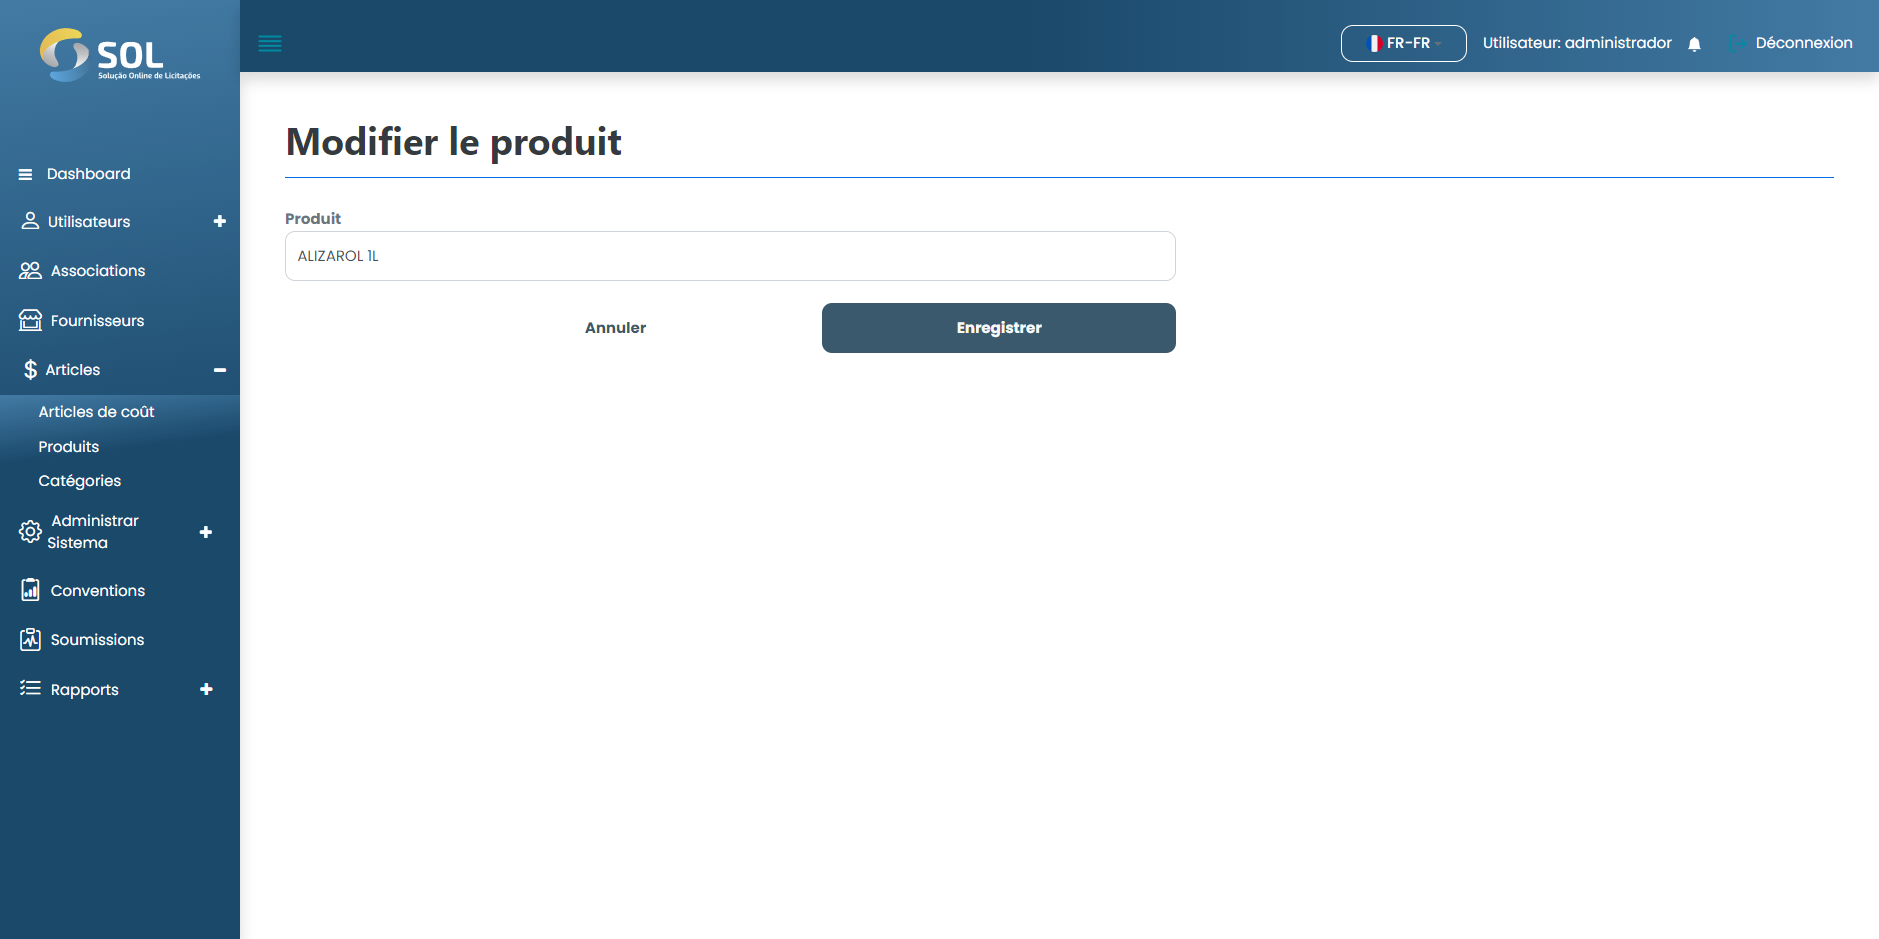 SOL
Solução Online de Licitações
FR-FR
Utilisateur: administrador
Déconnexion
Dashboard
Utilisateurs
Associations
Fournisseurs
Articles
Articles de coût
Produits
Catégories
Administrar
Sistema
Conventions
Soumissions
Rapports
Modifier le produit
Produit
ALIZAROL 1L
Annuler
Enregistrer